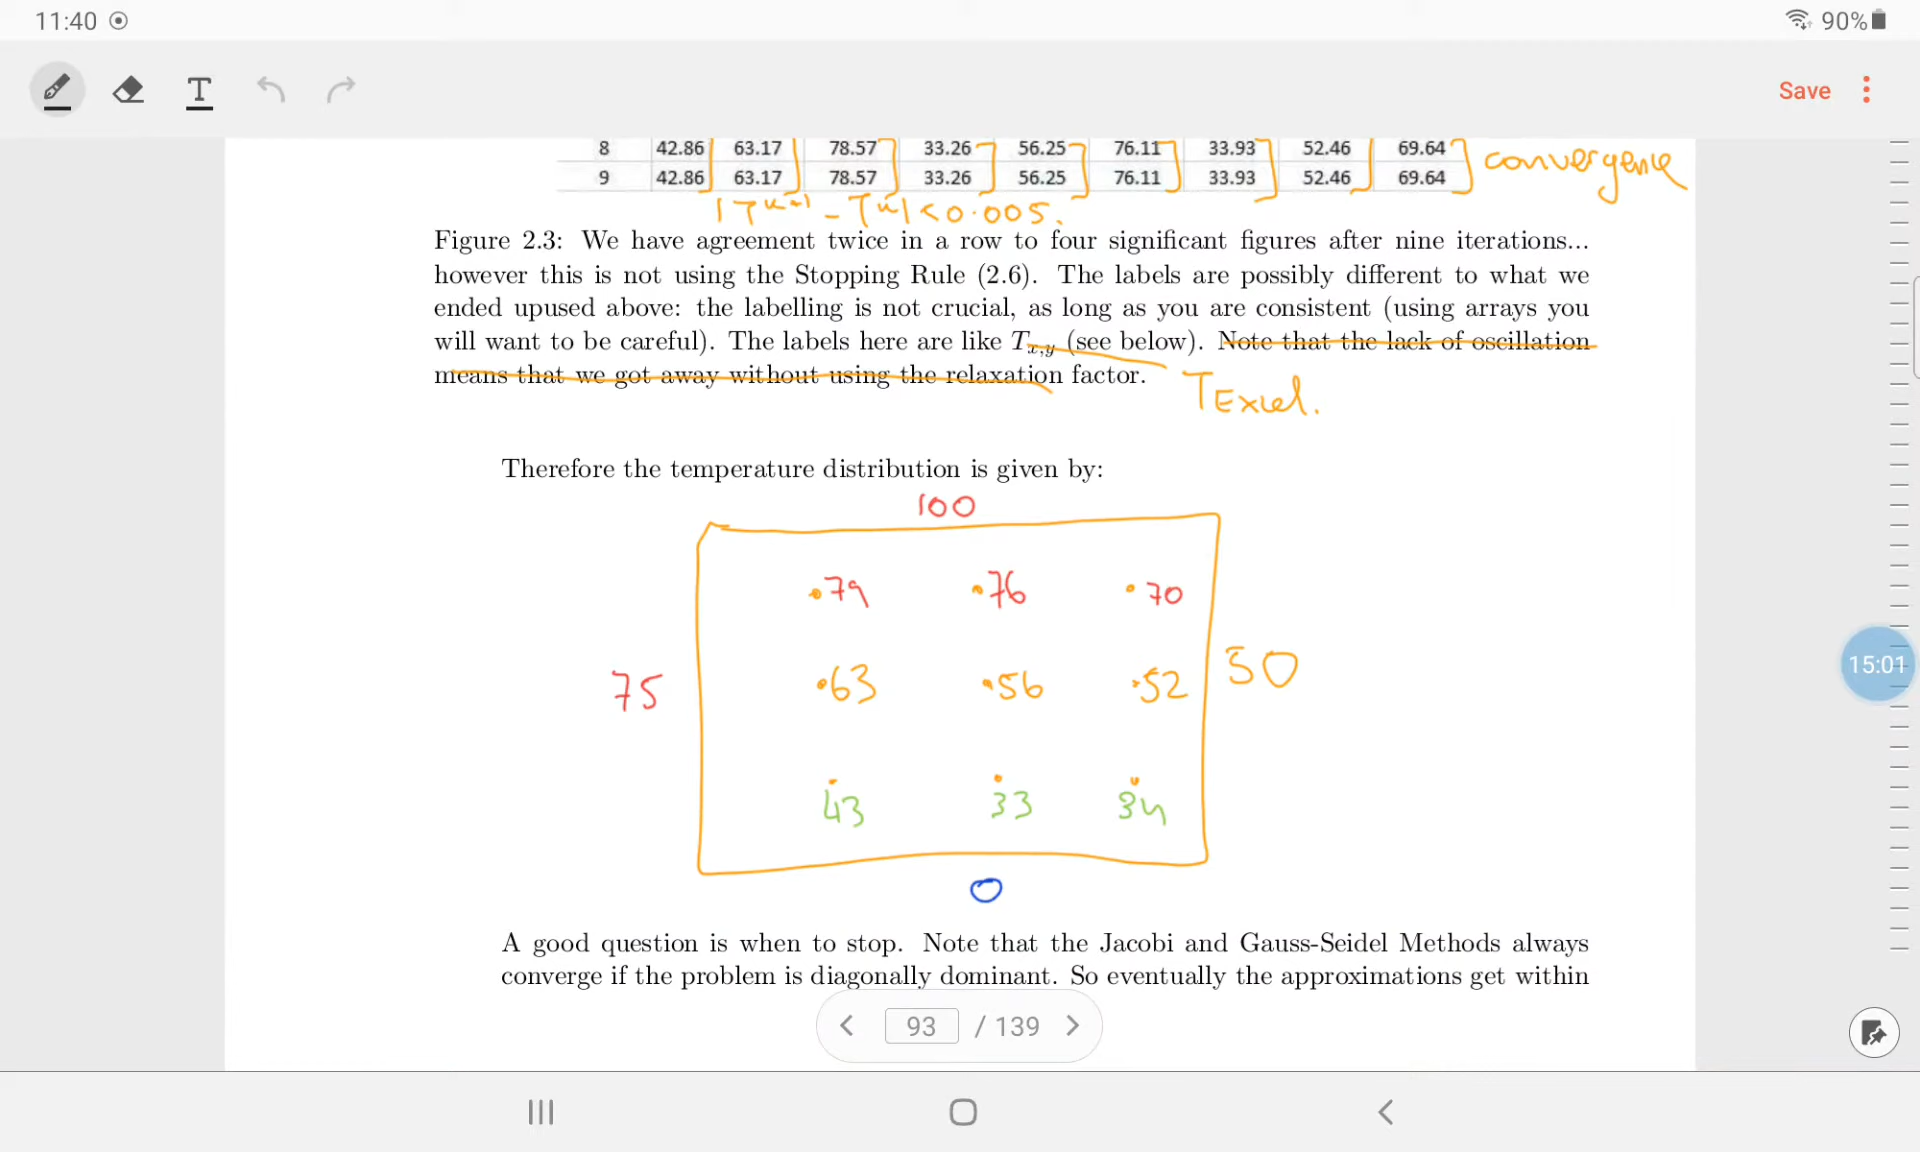 11:40 90%
T Save
8 42.86 63.17 78.57 33.26 56.25 76.11 33.93 52.46 69.64 convergence
9 42.86 63.17 78.57 33.26 56.25 76.11 33.93 52.46 69.64
< 0.005.
Figure 2.3: We have agreement twice in a row to four significant figures after nine iterations...
however this is not using the Stopping Rule (2.6). The labels are possibly different to what we
ended upused above: the labelling is not crucial, as long as you are consistent (using arrays you
will want to be careful). The labels here are like T_{x,y} (see below). Note that the lack of oscillation
means that we got away without using the relaxation factor.
T Excel.
Therefore the temperature distribution is given by:
100
79 76 70
75 63 56 52 50
43 33 34
0
A good question is when to stop. Note that the Jacobi and Gauss-Seidel Methods always
converge if the problem is diagonally dominant. So eventually the approximations get within
93 / 139
15:01